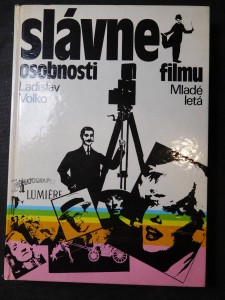 slávne
osobnosti filmu
Ladislav Volko
Mladé letá
LUMIÈRE